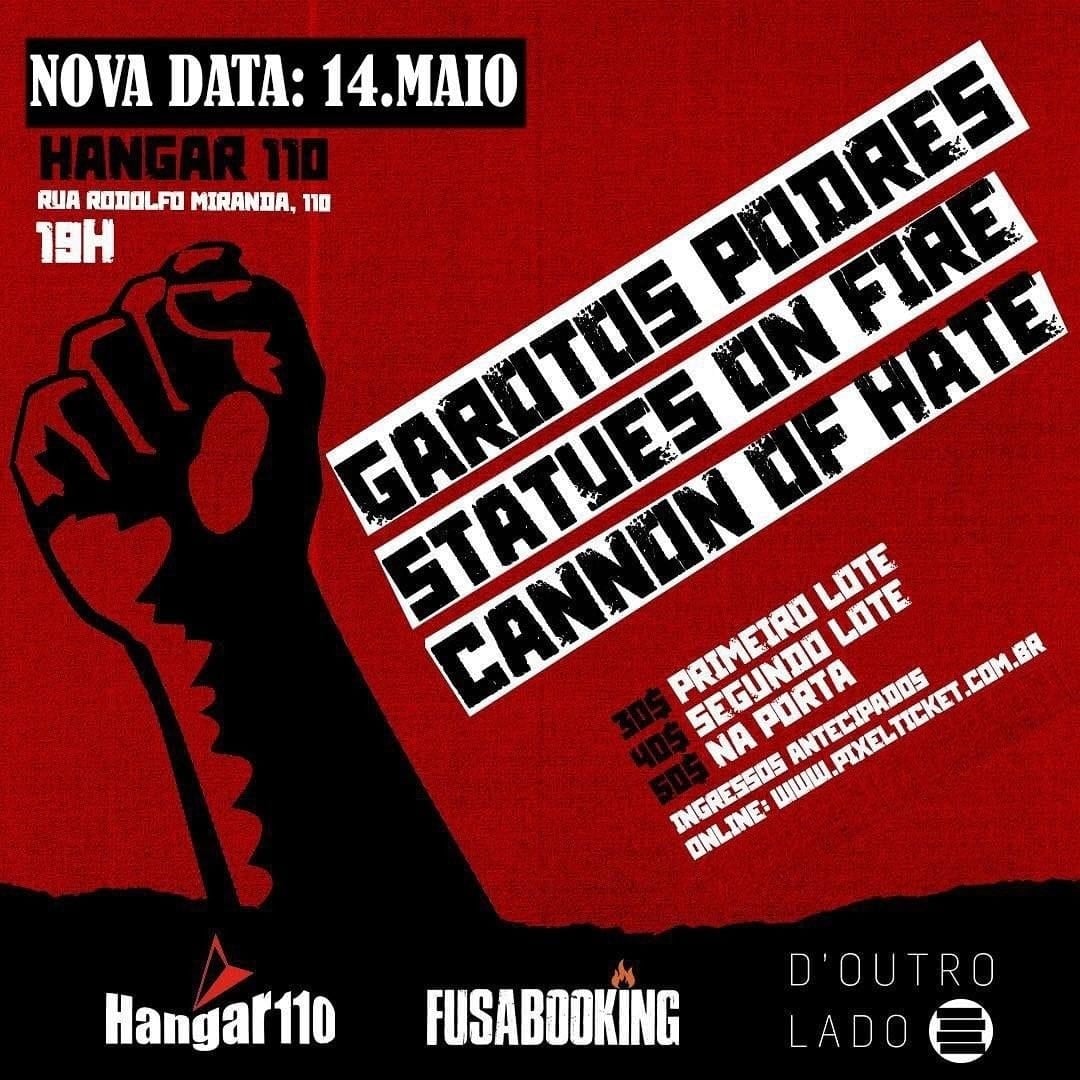 NOVA DATA: 14.MAIO
HANGAR 110
RUA RODOLFO MIRANDA, 110
19H
GAROTOS PODRES
STATUES ON FIRE
CANNON OF HATE
30$ PRIMEIRO LOTE
40$ SEGUNDO LOTE
50$ NA PORTA
INGRESSOS ANTECIPADOS
ONLINE: WWW.PIXELTICKET.COM.BR
Hangar110
FUSABOOKING
D'OUTRO
LADO